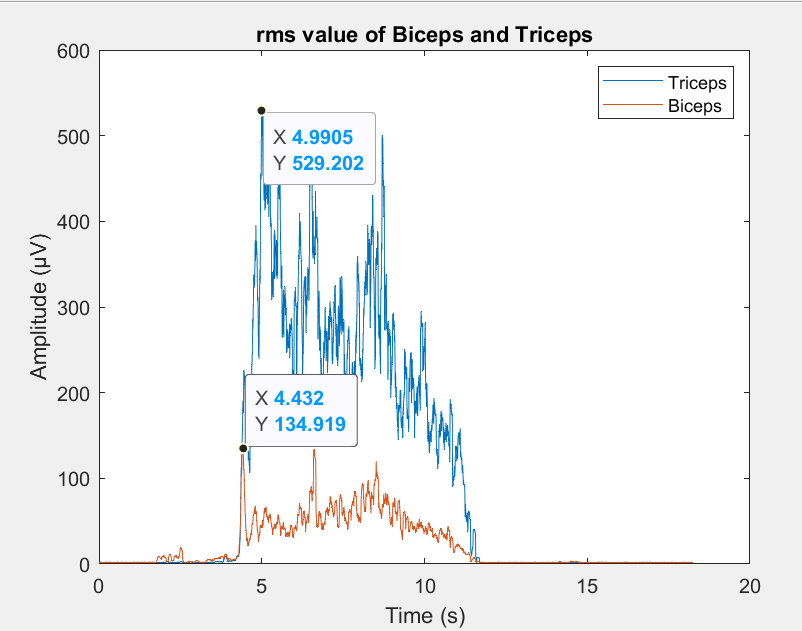 rms value of Biceps and Triceps
600
500
400
300
200
100
0
Amplitude (µV)
Triceps
Biceps
X 4.9905
Y 529.202
X 4.432
Y 134.919
0 5 10 15 20
Time (s)